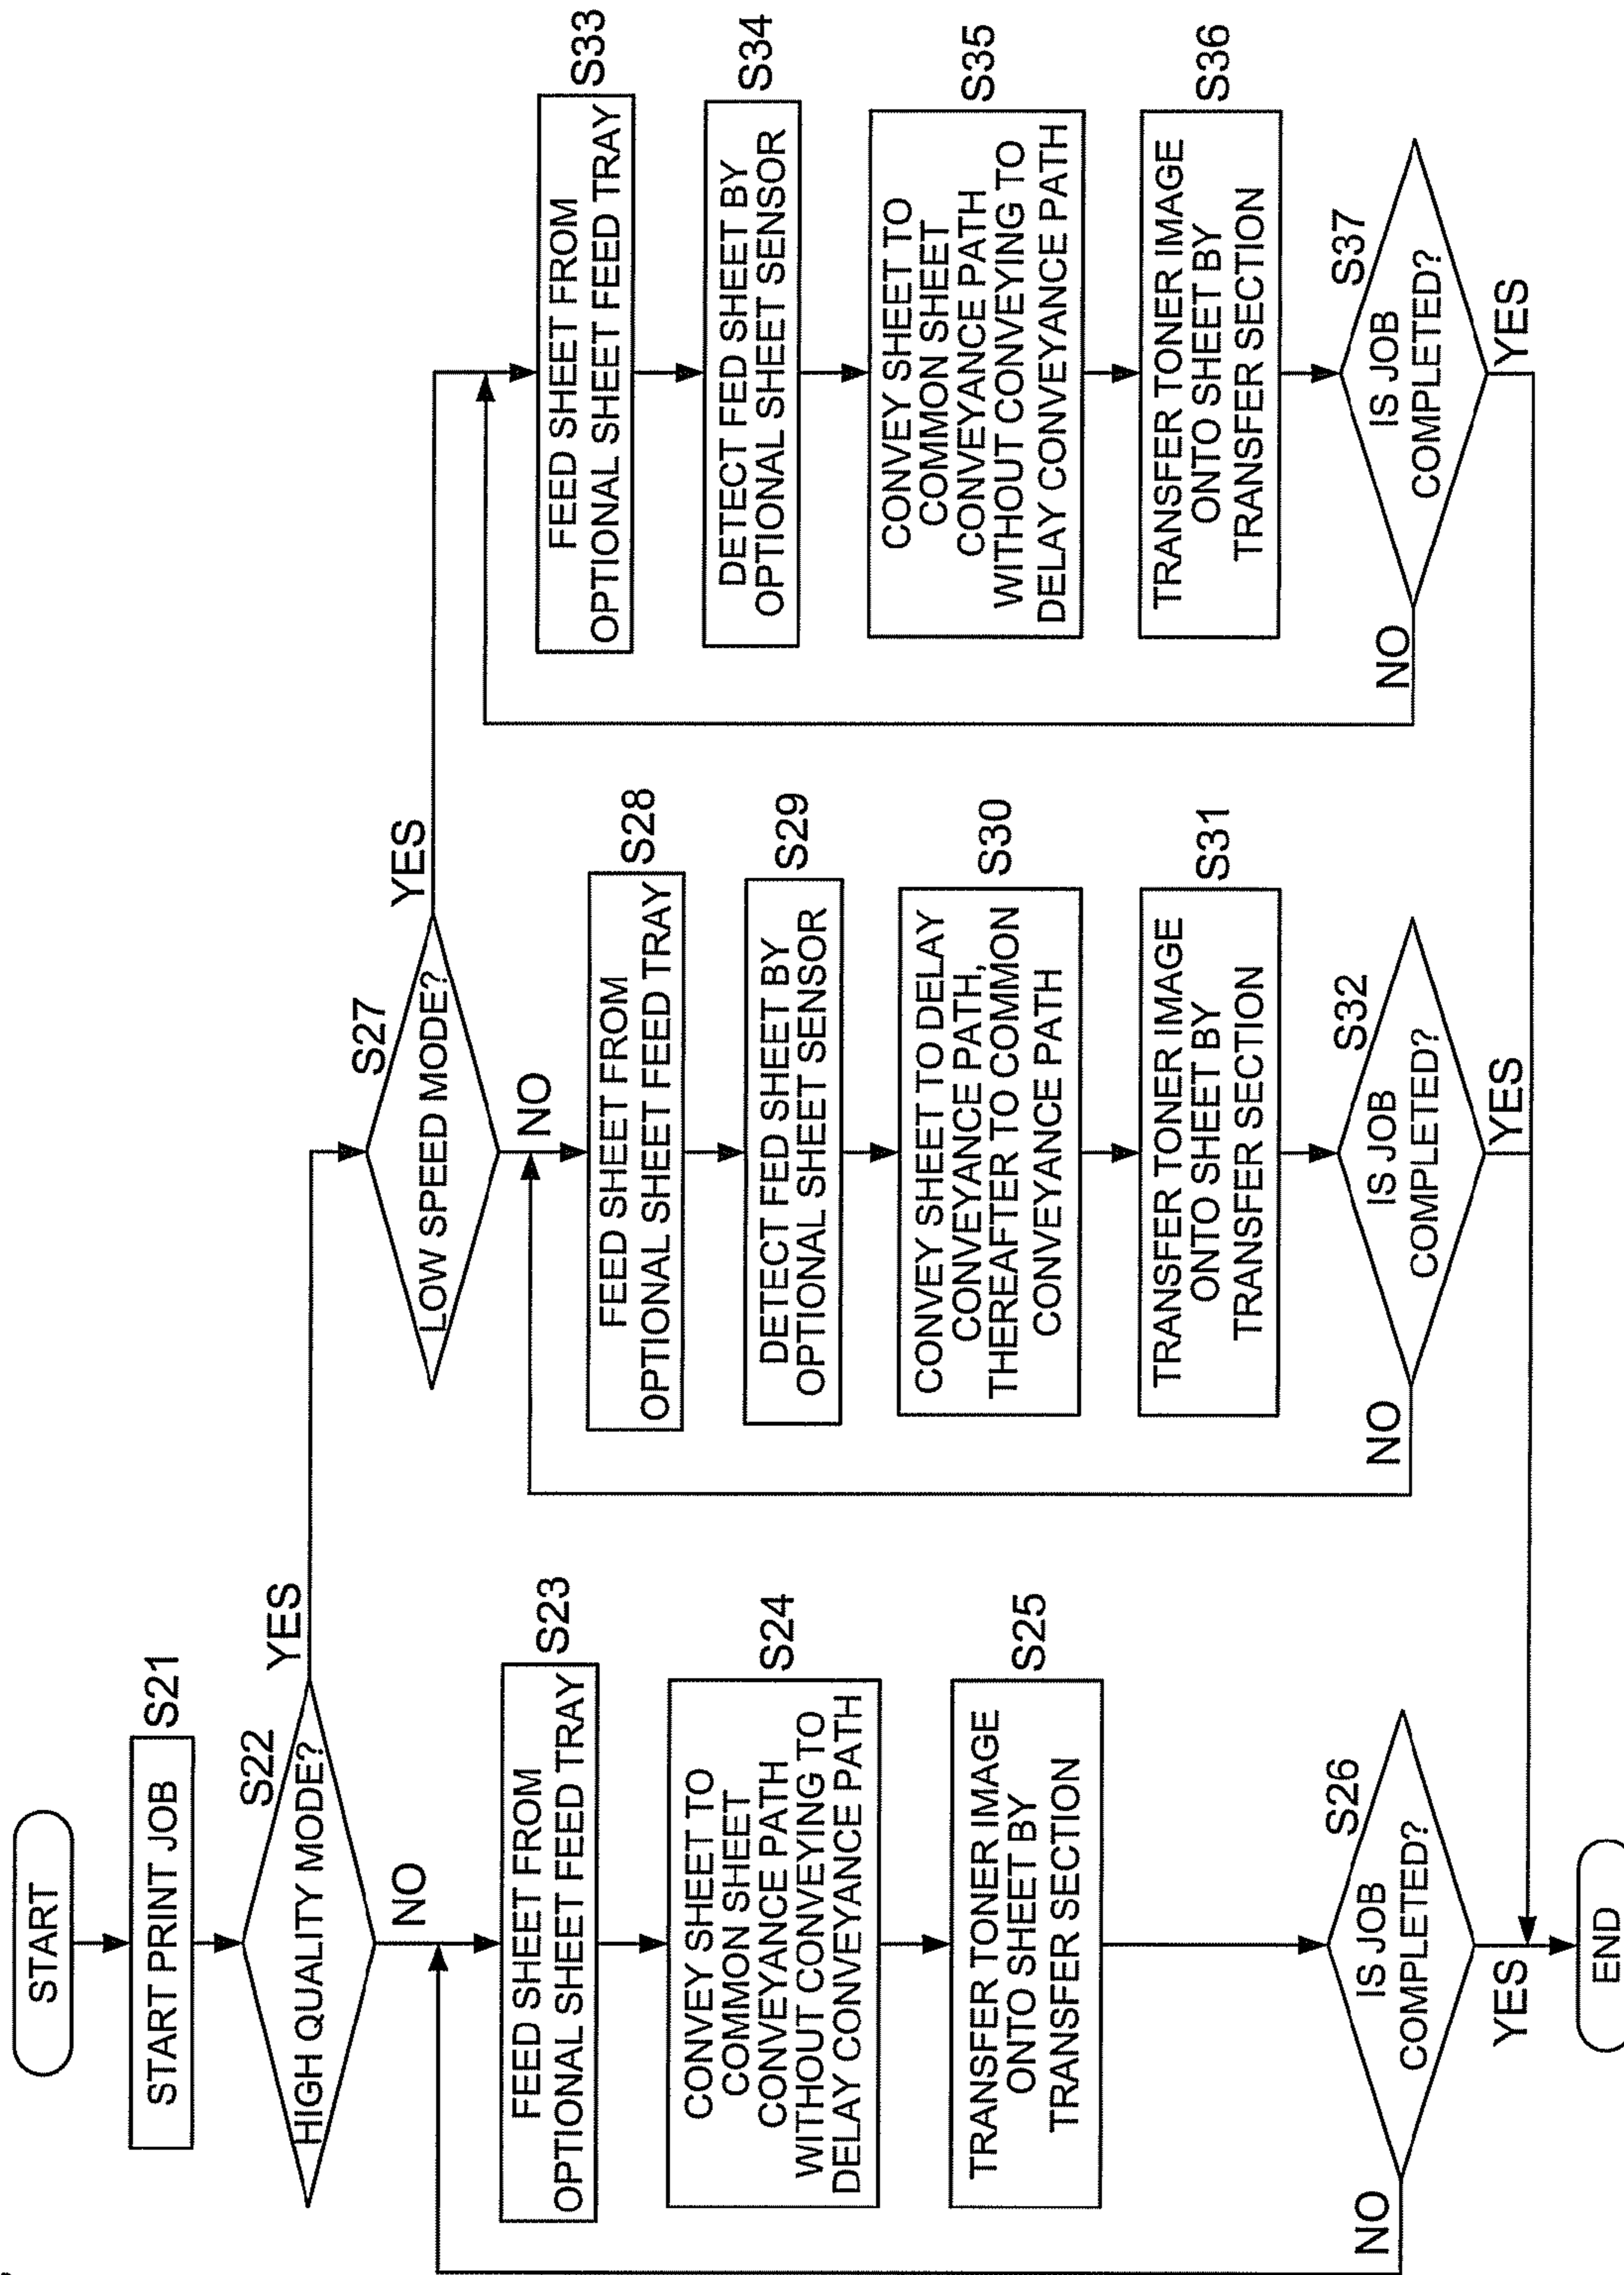 START
START PRINT JOB
S21
HIGH QUALITY MODE?
S22
YES
NO
FEED SHEET FROM
OPTIONAL SHEET FEED TRAY
S23
CONVEY SHEET TO
COMMON SHEET
CONVEYANCE PATH
WITHOUT CONVEYING TO
DELAY CONVEYANCE PATH
S24
TRANSFER TONER IMAGE
ONTO SHEET BY
TRANSFER SECTION
S25
IS JOB
COMPLETED?
S26
NO
YES
END
LOW SPEED MODE?
S27
YES
NO
FEED SHEET FROM
OPTIONAL SHEET FEED TRAY
S28
DETECT FED SHEET BY
OPTIONAL SHEET SENSOR
S29
CONVEY SHEET TO DELAY
CONVEYANCE PATH,
THEREAFTER TO COMMON
CONVEYANCE PATH
S30
TRANSFER TONER IMAGE
ONTO SHEET BY
TRANSFER SECTION
S31
IS JOB
COMPLETED?
S32
NO
YES
FEED SHEET FROM
OPTIONAL SHEET FEED TRAY
S33
DETECT FED SHEET BY
OPTIONAL SHEET SENSOR
S34
CONVEY SHEET TO
COMMON SHEET
CONVEYANCE PATH
WITHOUT CONVEYING TO
DELAY CONVEYANCE PATH
S35
TRANSFER TONER IMAGE
ONTO SHEET BY
TRANSFER SECTION
S36
IS JOB
COMPLETED?
S37
NO
YES